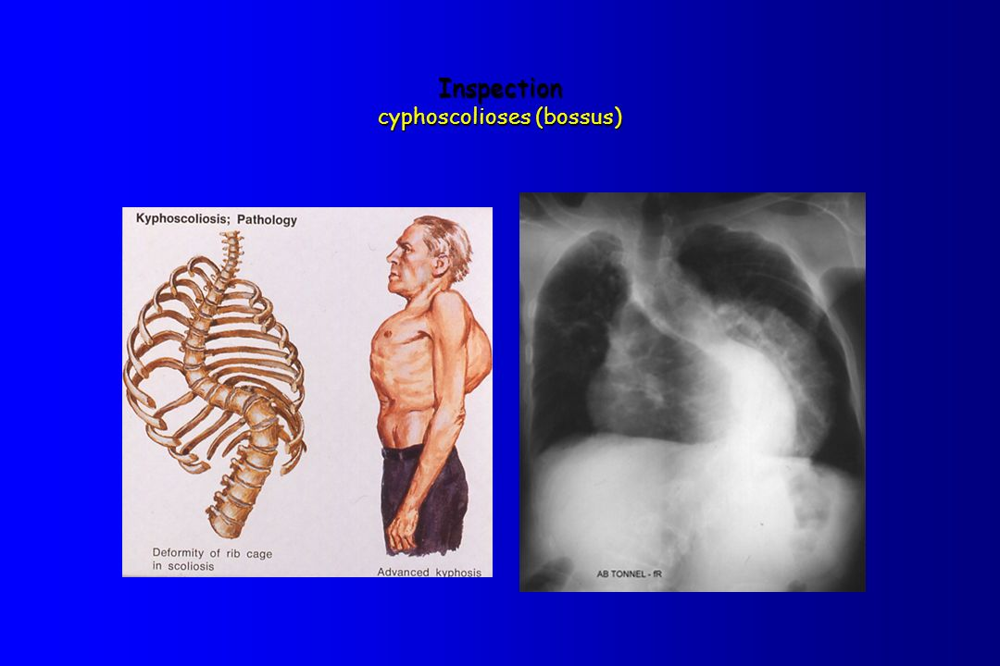 Inspection
cyphoscolioses (bossus)
Kyphoscoliosis; Pathology
Deformity of rib cage
in scoliosis
Advanced kyphosis
AB TONNEL - fR